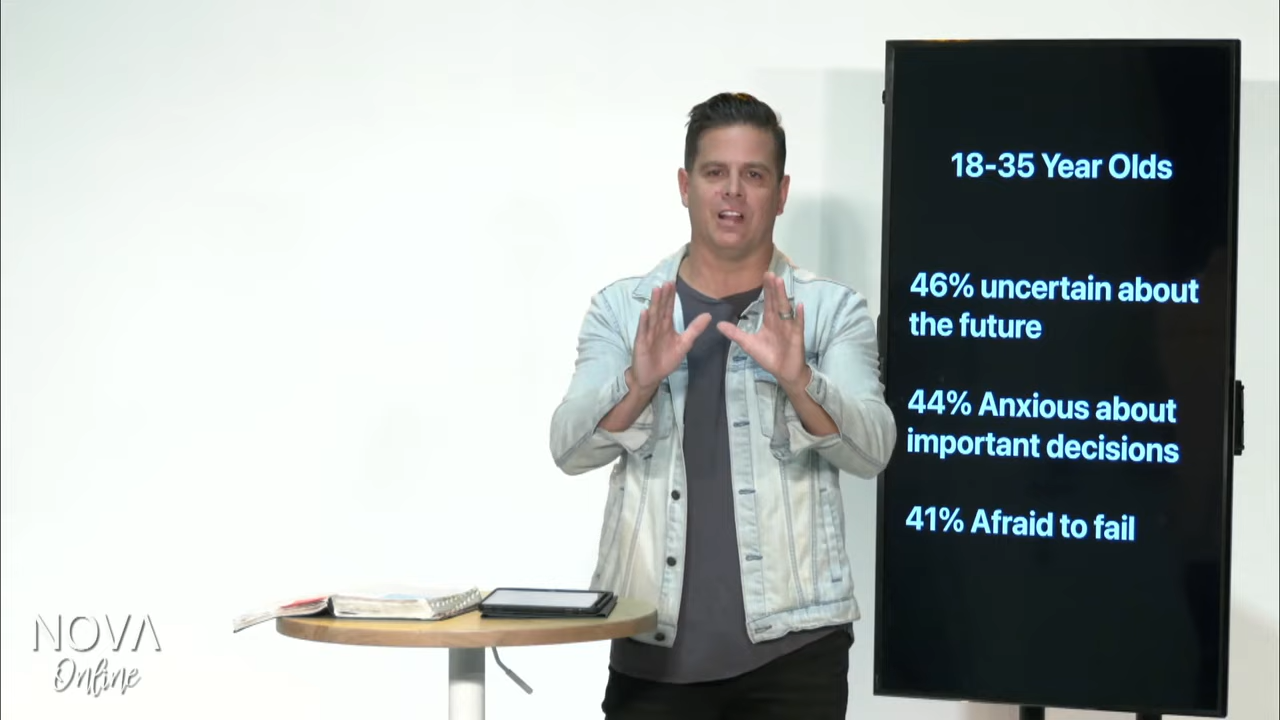 18-35 Year Olds
46% uncertain about
the future
44% Anxious about
important decisions
41% Afraid to fail
NOVA
Online